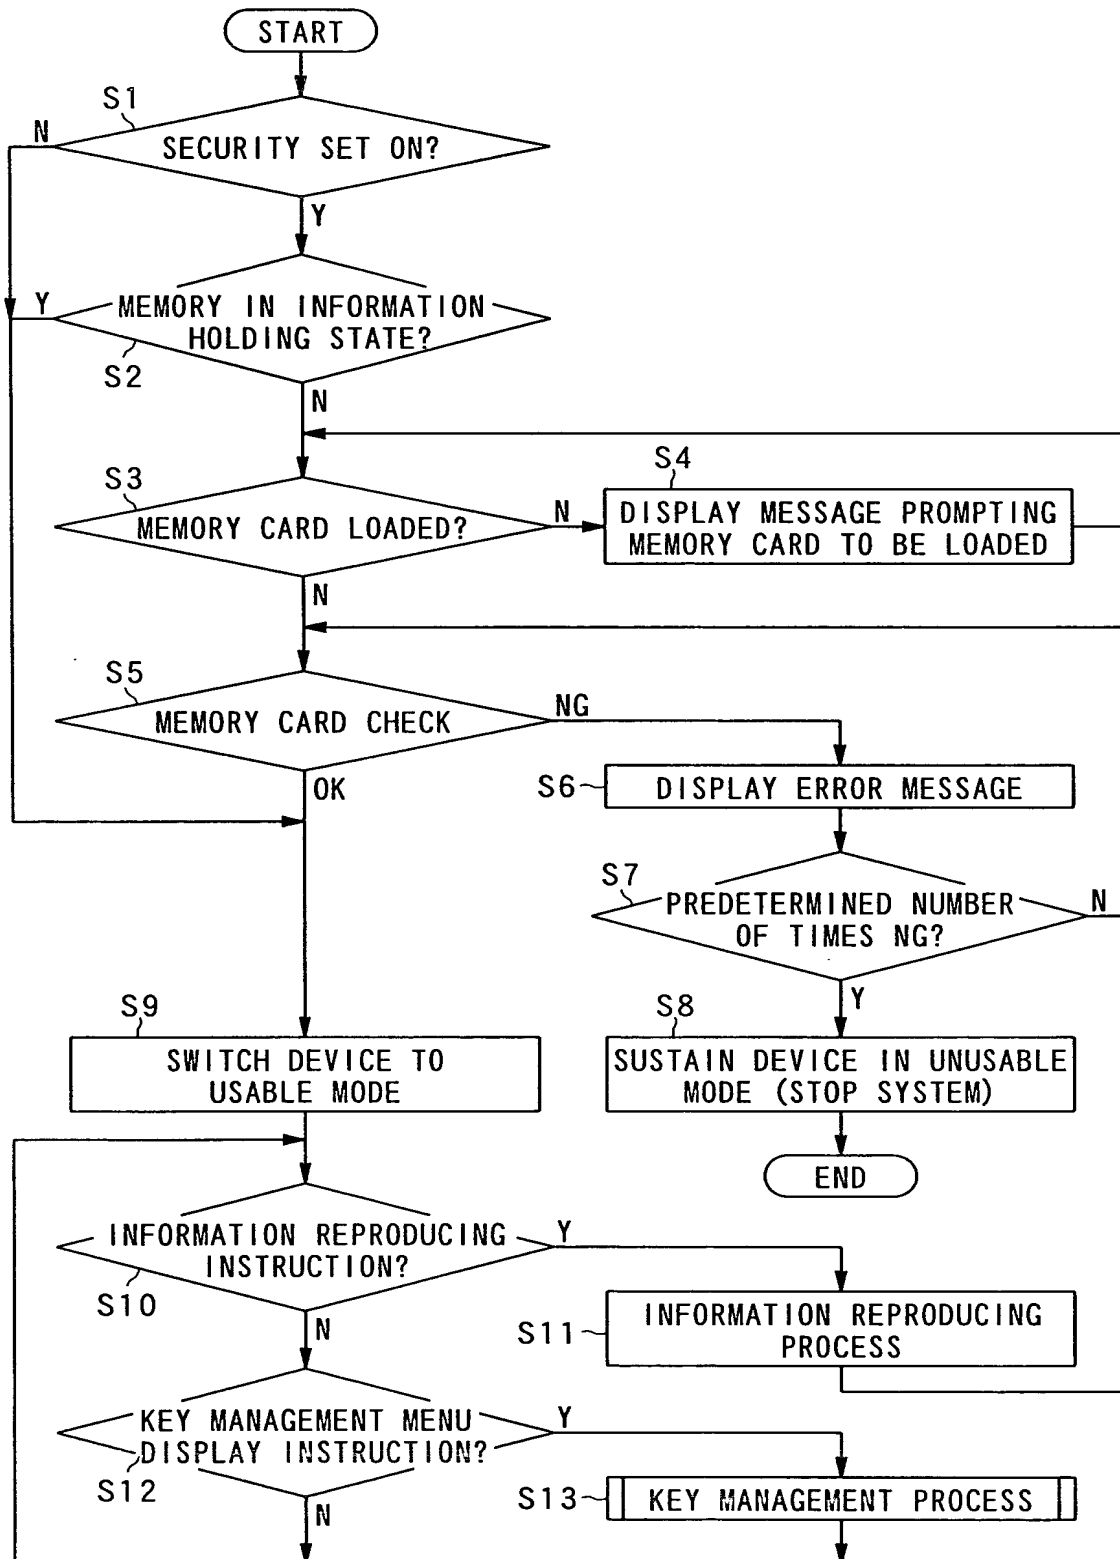 START
S1
N
SECURITY SET ON?
Y
Y
MEMORY IN INFORMATION
HOLDING STATE?
S2
N
S3
MEMORY CARD LOADED?
N
S4
DISPLAY MESSAGE PROMPTING
MEMORY CARD TO BE LOADED
N
S5
MEMORY CARD CHECK
NG
OK
S6
DISPLAY ERROR MESSAGE
S7
PREDETERMINED NUMBER
OF TIMES NG?
N
Y
S9
SWITCH DEVICE TO
USABLE MODE
S8
SUSTAIN DEVICE IN UNUSABLE
MODE (STOP SYSTEM)
END
INFORMATION REPRODUCING
INSTRUCTION?
Y
S10
N
S11
INFORMATION REPRODUCING
PROCESS
KEY MANAGEMENT MENU
DISPLAY INSTRUCTION?
Y
S12
N
S13
KEY MANAGEMENT PROCESS